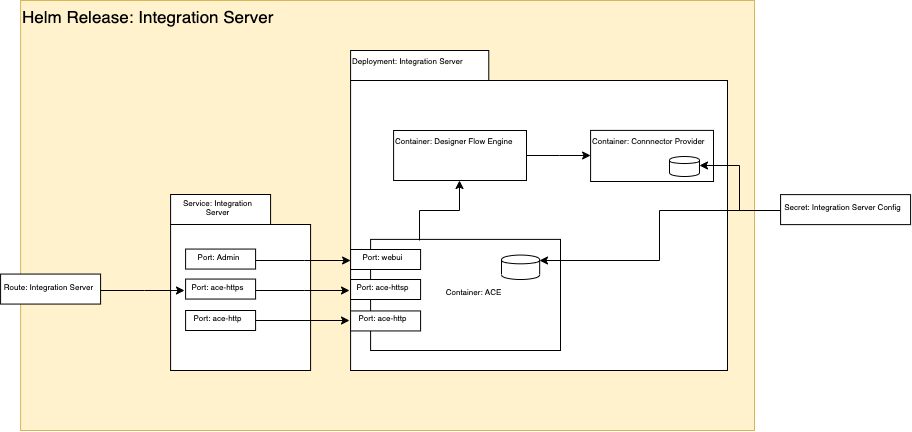 Helm Release: Integration Server
Deployment: Integration Server
Container: Designer Flow Engine
Container: Connnector Provider
Service: Integration
Server
Secret: Integration Server Config
Port: Admin
Port: webui
Route: Integration Server
Port: ace-https
Port: ace-httsp
Container: ACE
Port: ace-http
Port: ace-http